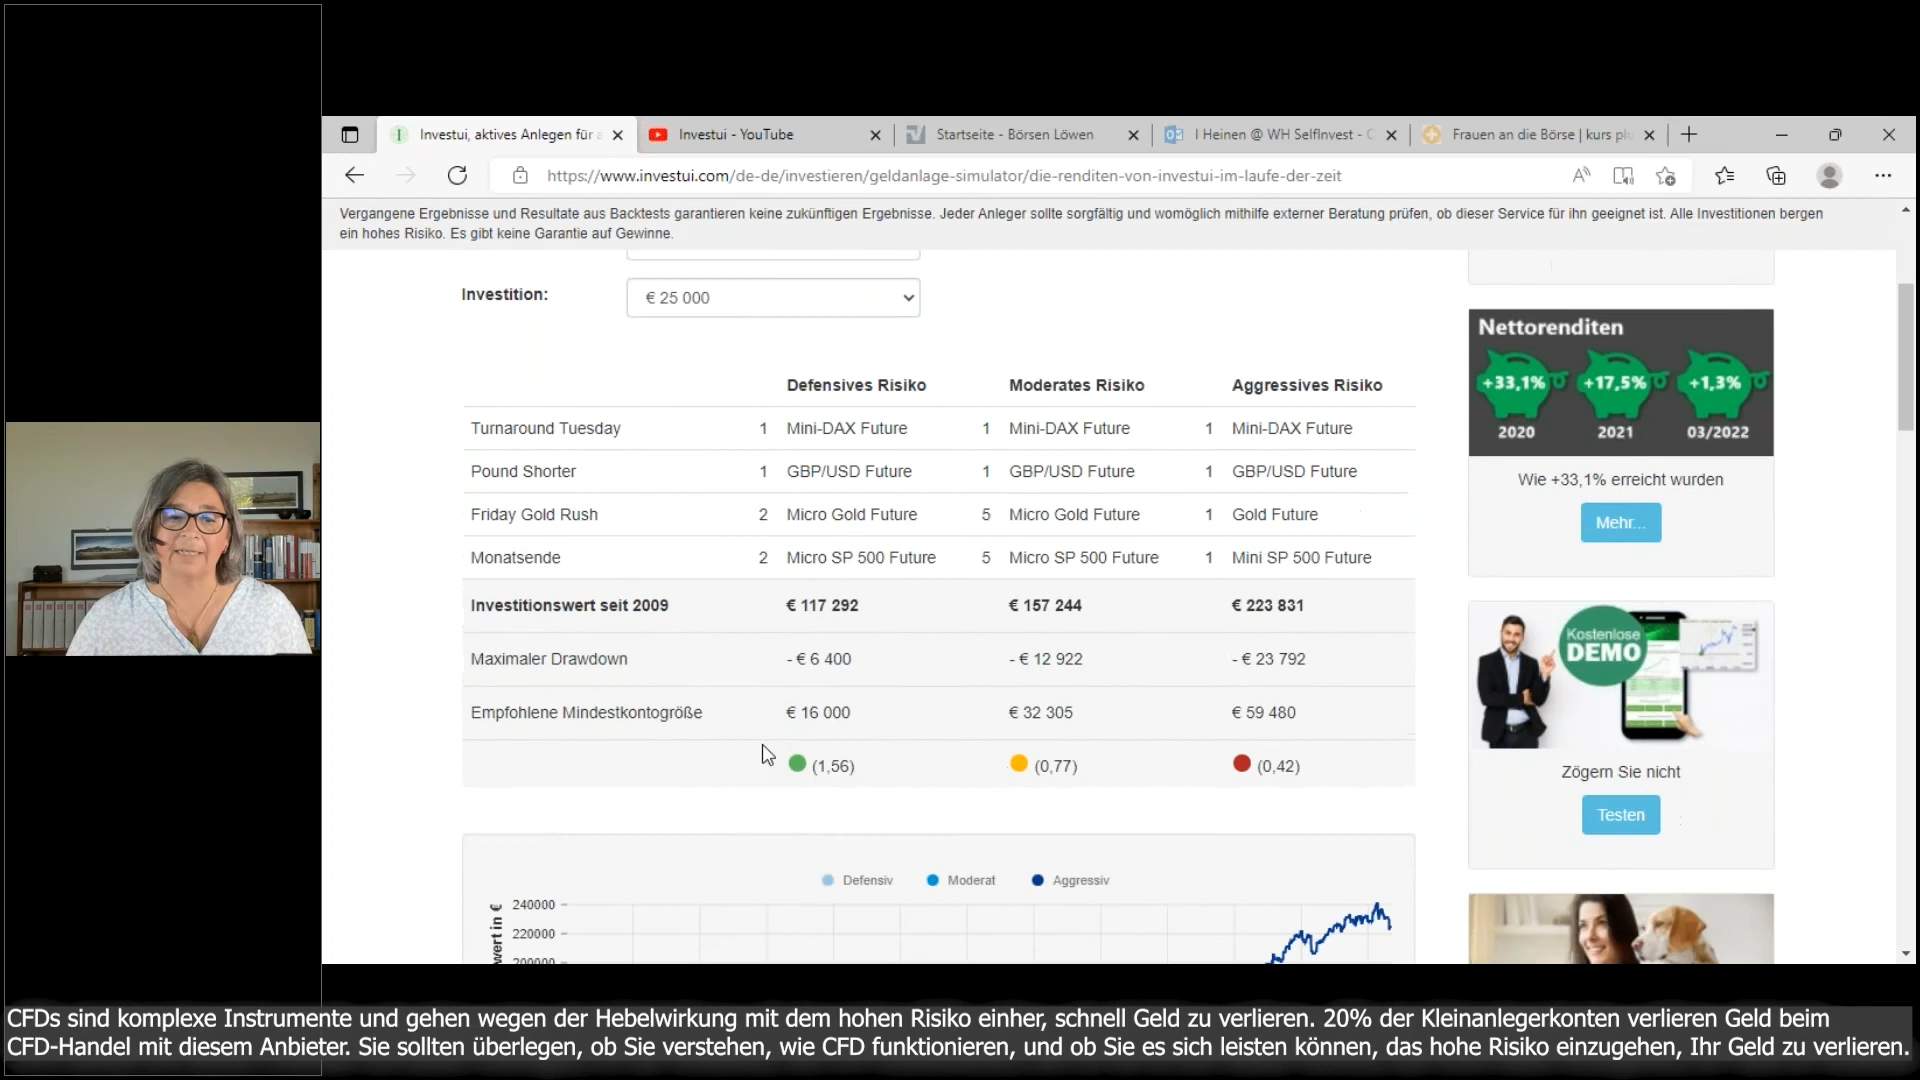 Investui, aktives Anlegen für a
Investui - YouTube
Startseite - Börsen Löwen
I Heinen @ WH SelfInvest - C
Frauen an die Börse | kurs plu
https://www.investui.com/de-de/investieren/geldanlage-simulator/die-renditen-von-investui-im-laufe-der-zeit
Vergangene Ergebnisse und Resultate aus Backtests garantieren keine zukünftigen Ergebnisse. Jeder Anleger sollte sorgfältig und womöglich mithilfe externer Beratung prüfen, ob dieser Service für ihn geeignet ist. Alle Investitionen bergen
ein hohes Risiko. Es gibt keine Garantie auf Gewinne.
Investition: € 25 000
Defensives Risiko Moderates Risiko Aggressives Risiko
Turnaround Tuesday 1 Mini-DAX Future 1 Mini-DAX Future 1 Mini-DAX Future
Pound Shorter 1 GBP/USD Future 1 GBP/USD Future 1 GBP/USD Future
Friday Gold Rush 2 Micro Gold Future 5 Micro Gold Future 1 Gold Future
Monatsende 2 Micro SP 500 Future 5 Micro SP 500 Future 1 Mini SP 500 Future
Investitionswert seit 2009 € 117 292 € 157 244 € 223 831
Maximaler Drawdown - € 6 400 - € 12 922 - € 23 792
Empfohlene Mindestkontogröße € 16 000 € 32 305 € 59 480
(1,56) (0,77) (0,42)
Defensiv Moderat Aggressiv
wert in €
240000
220000
200000
Nettorenditen
+33,1% +17,5% +1,3%
2020 2021 03/2022
Wie +33,1% erreicht wurden
Mehr...
Kostenlose
DEMO
Zögern Sie nicht
Testen
CFDs sind komplexe Instrumente und gehen wegen der Hebelwirkung mit dem hohen Risiko einher, schnell Geld zu verlieren. 20% der Kleinanlegerkonten verlieren Geld beim
CFD-Handel mit diesem Anbieter. Sie sollten überlegen, ob Sie verstehen, wie CFD funktionieren, und ob Sie es sich leisten können, das hohe Risiko einzugehen, Ihr Geld zu verlieren.